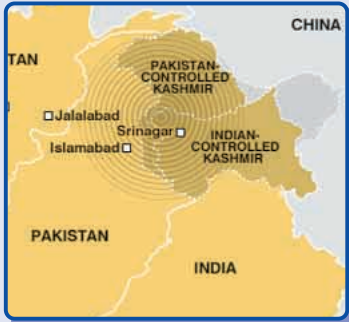 CHINA
TAN
PAKISTAN-
CONTROLLED
KASHMIR
Jalalabad
Srinagar
Islamabad
INDIAN-
CONTROLLED
KASHMIR
PAKISTAN
INDIA